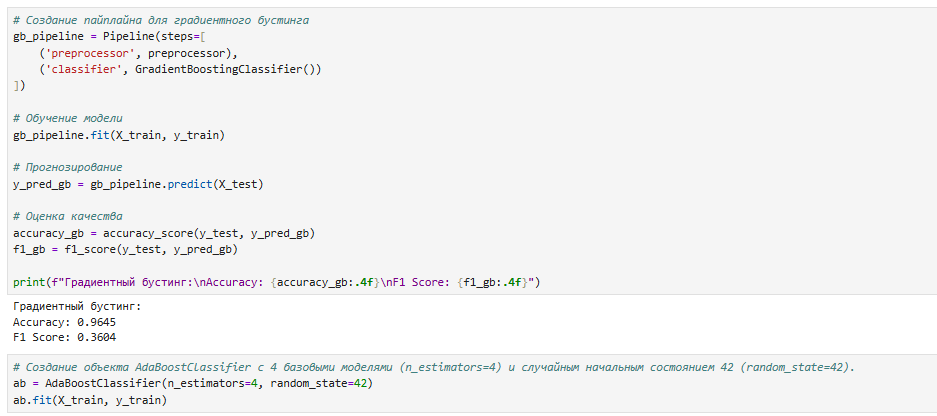 # Создание пайплайна для градиентного бустинга
gb_pipeline = Pipeline(steps=[
    ('preprocessor', preprocessor),
    ('classifier', GradientBoostingClassifier())
])
# Обучение модели
gb_pipeline.fit(X_train, y_train)
# Прогнозирование
y_pred_gb = gb_pipeline.predict(X_test)
# Оценка качества
accuracy_gb = accuracy_score(y_test, y_pred_gb)
f1_gb = f1_score(y_test, y_pred_gb)
print(f"Градиентный бустинг:\nAccuracy: {accuracy_gb:.4f}\nF1 Score: {f1_gb:.4f}")
Градиентный бустинг:
Accuracy: 0.9645
F1 Score: 0.3604
# Создание объекта AdaBoostClassifier с 4 базовыми моделями (n_estimators=4) и случайным начальным состоянием 42 (random_state=42).
ab = AdaBoostClassifier(n_estimators=4, random_state=42)
ab.fit(X_train, y_train)